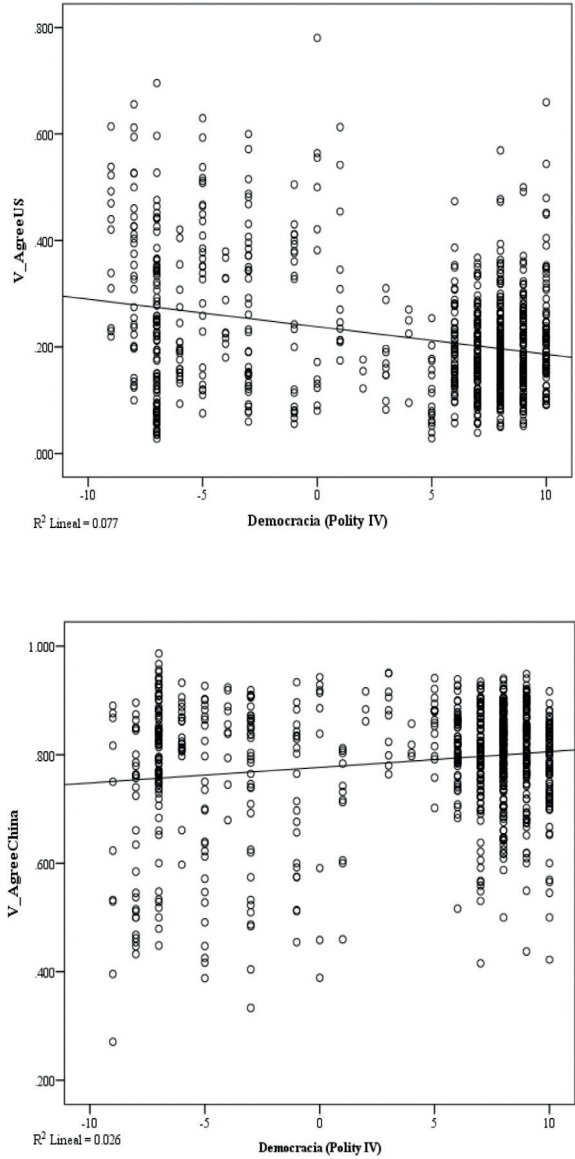 .800
.600
.400
.200
.000
V_AgreeUS
-10 -5 0 5 10
R² Lineal = 0.077
Democracia (Polity IV)
1.000
.800
.600
.400
.200
V_AgreeChina
-10 -5 0 5 10
R² Lineal = 0.026
Democracia (Polity IV)